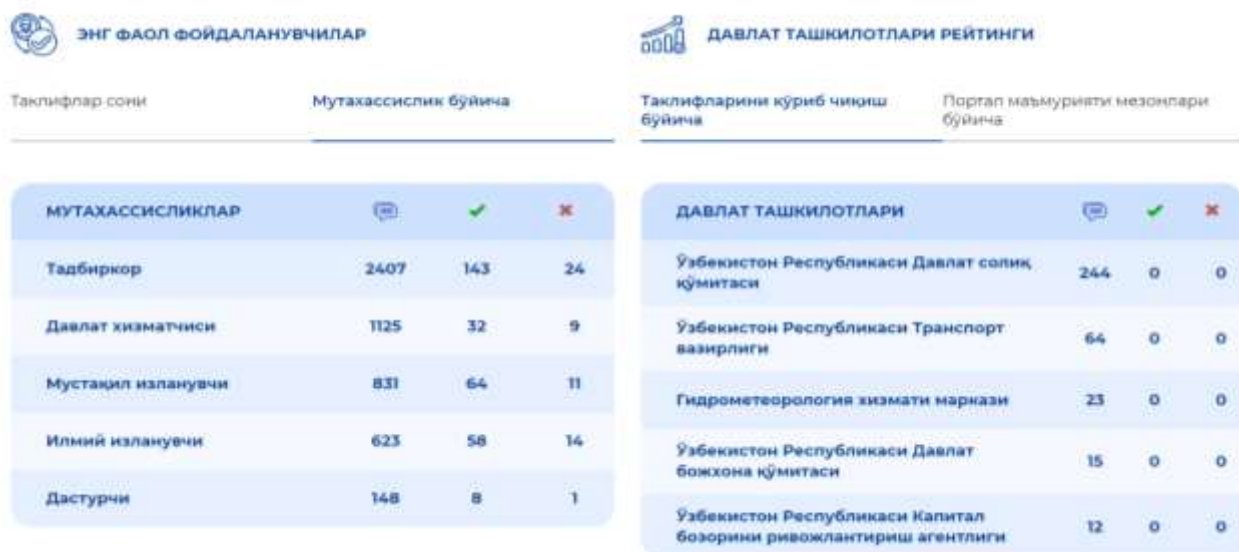 ЭНГ ФАОЛ ФОЙДАЛАНУВЧИЛАР
Таклифлар сони
Мутахассислик бўйича
МУТАХАССИСЛИКЛАР
Тадбиркор 2407 143 24
Давлат хизматчиси 1125 32 9
Мустақил изланувчи 831 64 11
Илмий изланувчи 623 58 14
Дастурчи 148 8 1
ДАВЛАТ ТАШКИЛОТЛАРИ РЕЙТИНГИ
Таклифларини кўриб чиқиш
бўйича
Портал маъмурияти мезонлари
бўйича
ДАВЛАТ ТАШКИЛОТЛАРИ
Ўзбекистон Республикаси Давлат солиқ
қўмитаси 244 0 0
Ўзбекистон Республикаси Транспорт
вазирлиги 64 0 0
Гидрометеорология хизмати маркази 23 0 0
Ўзбекистон Республикаси Давлат
божхона қўмитаси 15 0 0
Ўзбекистон Республикаси Капитал
бозорини ривожлантириш агентлиги 12 0 0